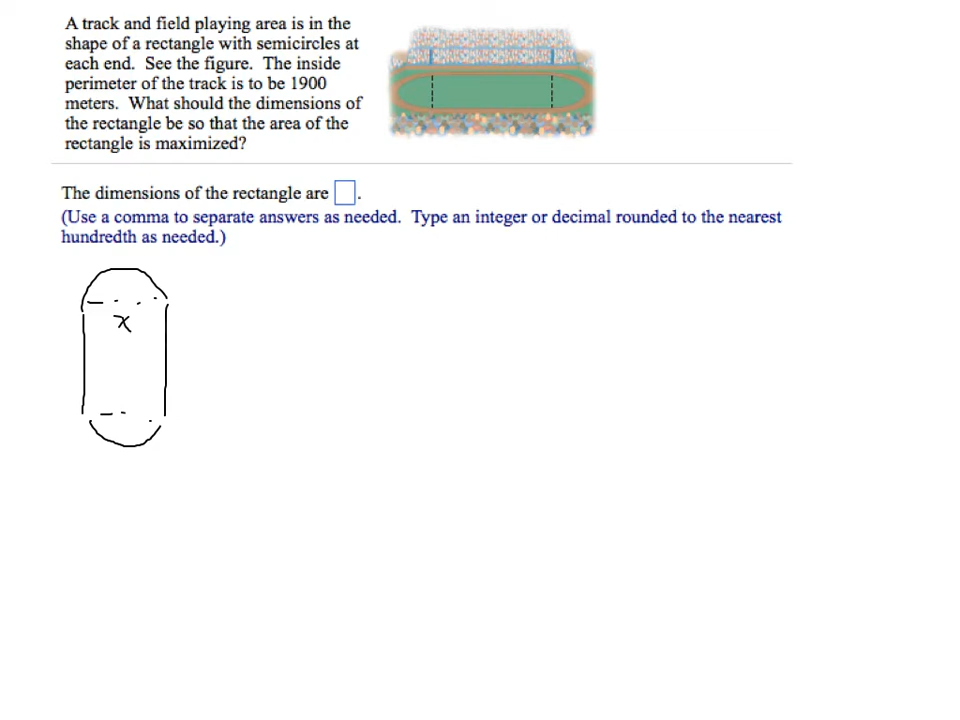 A track and field playing area is in the
shape of a rectangle with semicircles at
each end. See the figure. The inside
perimeter of the track is to be 1900
meters. What should the dimensions of
the rectangle be so that the area of the
rectangle is maximized?
The dimensions of the rectangle are .
(Use a comma to separate answers as needed. Type an integer or decimal rounded to the nearest
hundredth as needed.)
x